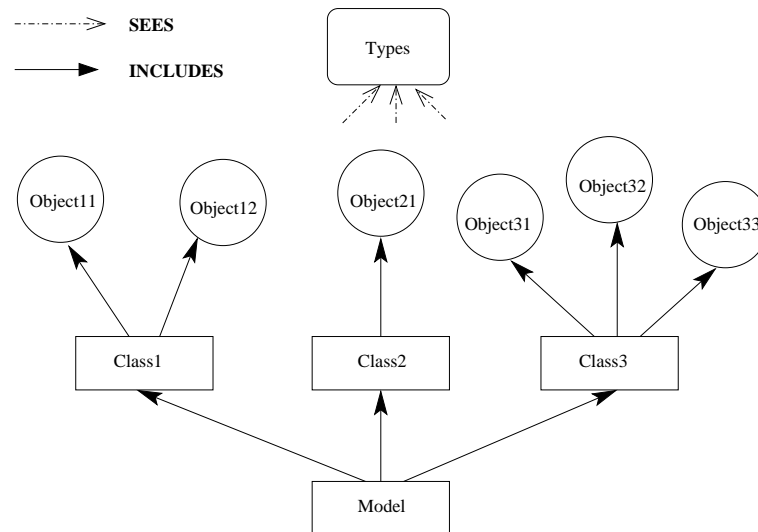 SEES
Types
INCLUDES
Object11
Object12
Object21
Object31
Object32
Object33
Class1
Class2
Class3
Model